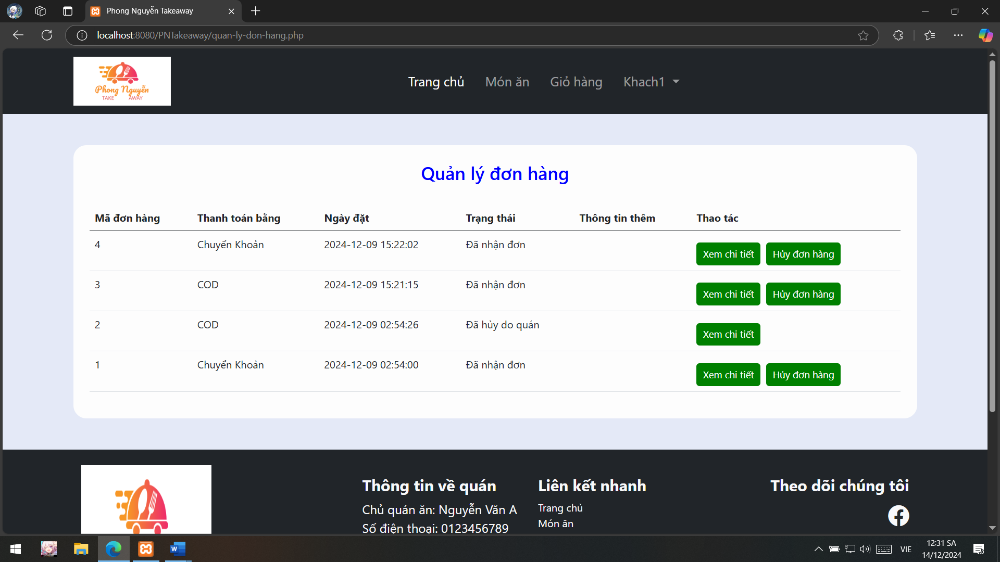 Phong Nguyễn Takeaway
localhost:8080/PNTakeaway/quan-ly-don-hang.php
Phong Nguyễn
TAKE AWAY
Trang chủ Món ăn Giỏ hàng Khach1
Quản lý đơn hàng
Mã đơn hàng Thanh toán bằng Ngày đặt Trạng thái Thông tin thêm Thao tác
4 Chuyển Khoản 2024-12-09 15:22:02 Đã nhận đơn Xem chi tiết Hủy đơn hàng
3 COD 2024-12-09 15:21:15 Đã nhận đơn Xem chi tiết Hủy đơn hàng
2 COD 2024-12-09 02:54:26 Đã hủy do quán Xem chi tiết
1 Chuyển Khoản 2024-12-09 02:54:00 Đã nhận đơn Xem chi tiết Hủy đơn hàng
Thông tin về quán
Chủ quán ăn: Nguyễn Văn A
Số điện thoại: 0123456789
Liên kết nhanh
Trang chủ
Món ăn
Theo dõi chúng tôi
VIE
12:31 SA
14/12/2024